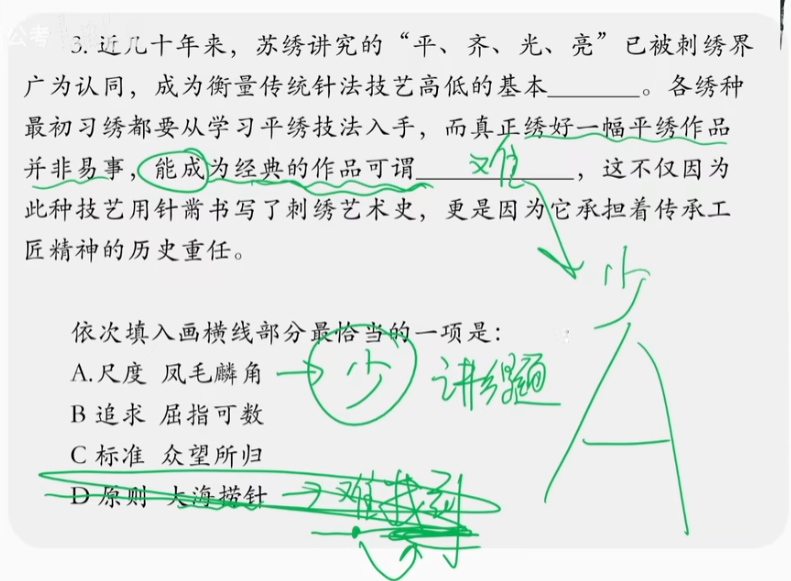 公考
3. 近几十年来，苏绣讲究的“平、齐、光、亮”已被刺绣界
广为认同，成为衡量传统针法技艺高低的基本______。各绣种
最初习绣都要从学习平绣技法入手，而真正绣好一幅平绣作品
并非易事，能成为经典的作品可谓__________，这不仅因为
难
此种技艺用针黹书写了刺绣艺术史，更是因为它承担着传承工
匠精神的历史重任。
少
依次填入画横线部分最恰当的一项是：
A.尺度 凤毛麟角
少
讲错题
A
B 追求 屈指可数
C 标准 众望所归
D 原则 大海捞针
难找到